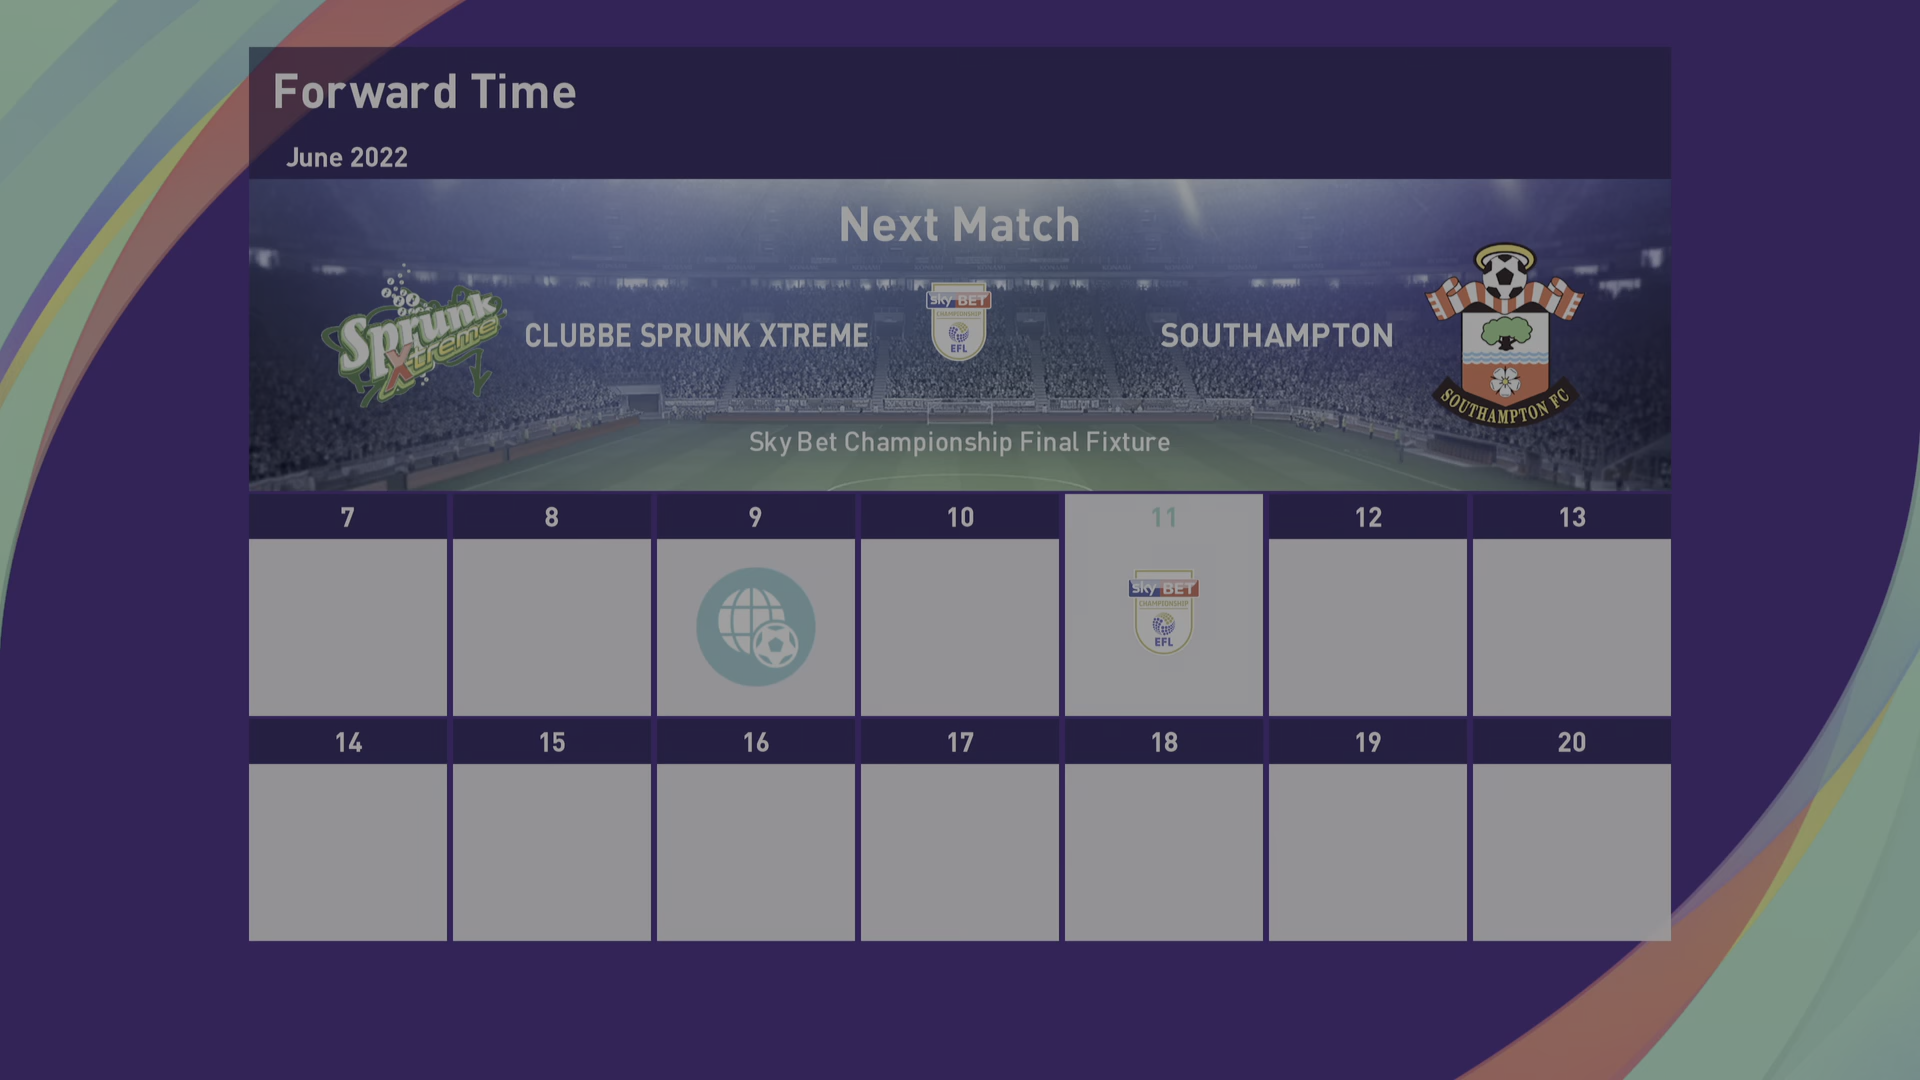 Forward Time
June 2022
Next Match
Sprunk
Xtreme
CLUBBE SPRUNK XTREME
sky BET
CHAMPIONSHIP
EFL
SOUTHAMPTON
SOUTHAMPTON FC
Sky Bet Championship Final Fixture
7 8 9 10 11 12 13
sky BET
CHAMPIONSHIP
EFL
14 15 16 17 18 19 20